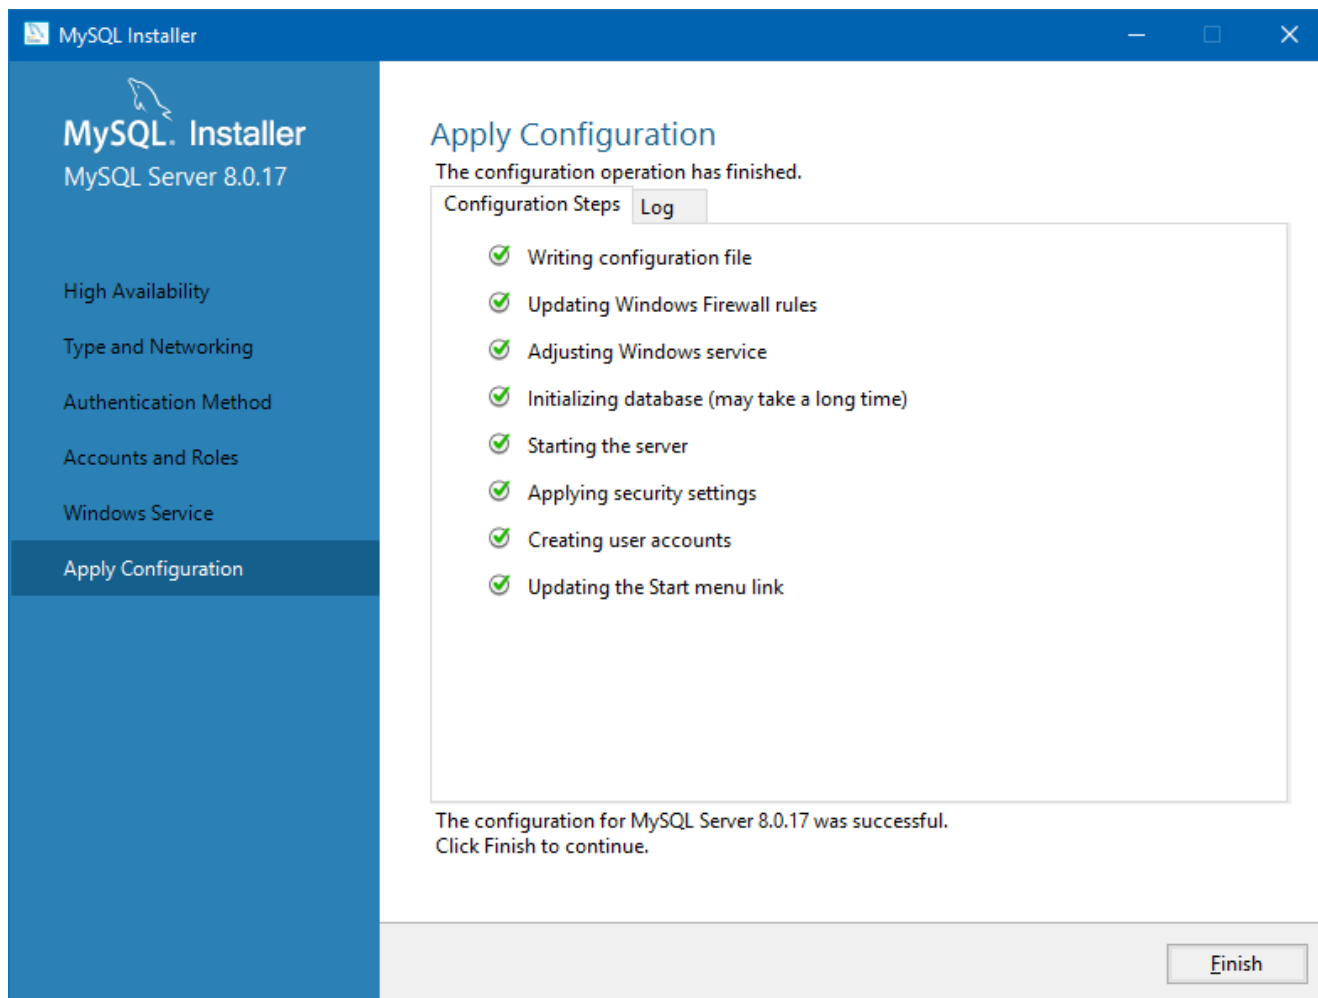 MySQL Installer
MySQL. Installer
MySQL Server 8.0.17
High Availability
Type and Networking
Authentication Method
Accounts and Roles
Windows Service
Apply Configuration
Apply Configuration
The configuration operation has finished.
Configuration Steps
Log
Writing configuration file
Updating Windows Firewall rules
Adjusting Windows service
Initializing database (may take a long time)
Starting the server
Applying security settings
Creating user accounts
Updating the Start menu link
The configuration for MySQL Server 8.0.17 was successful.
Click Finish to continue.
Finish